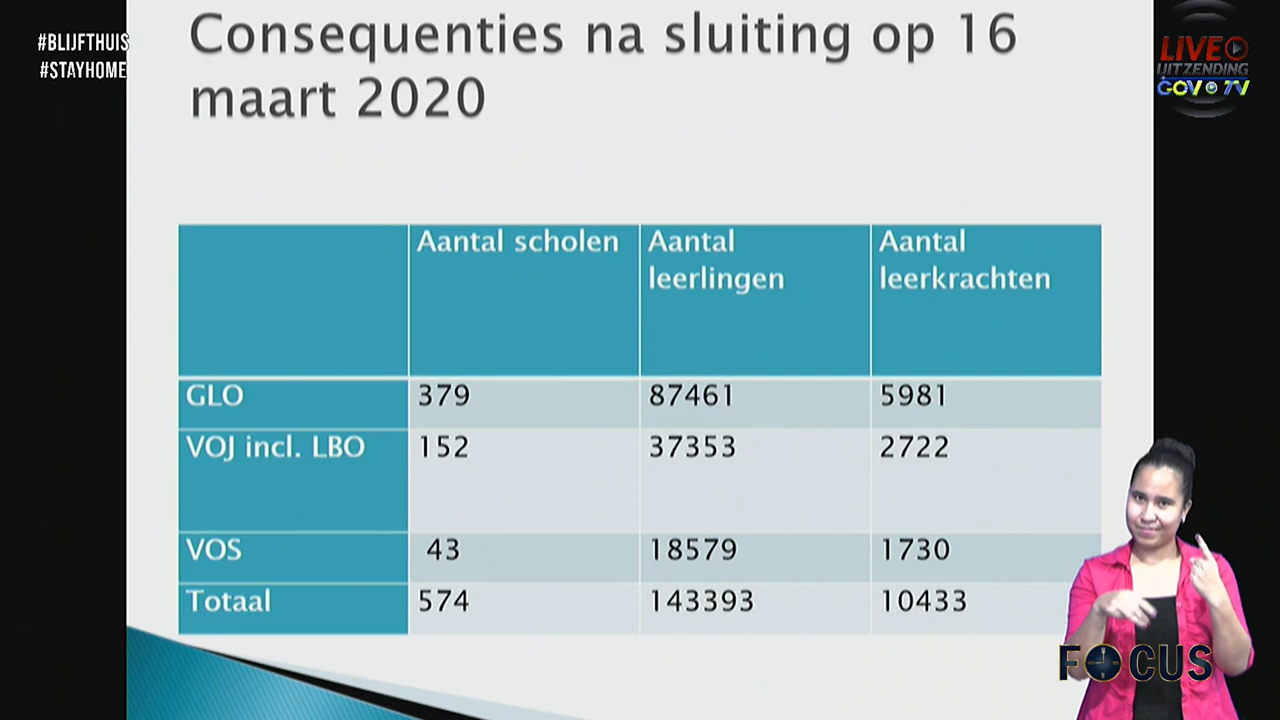 #BLIJFTHUIS
#STAYHOME
Consequenties na sluiting op 16
maart 2020
LIVE
UITZENDING
GOV TV
Aantal scholen Aantal leerlingen Aantal leerkrachten
GLO 379 87461 5981
VOJ incl. LBO 152 37353 2722
VOS 43 18579 1730
Totaal 574 143393 10433
FOCUS